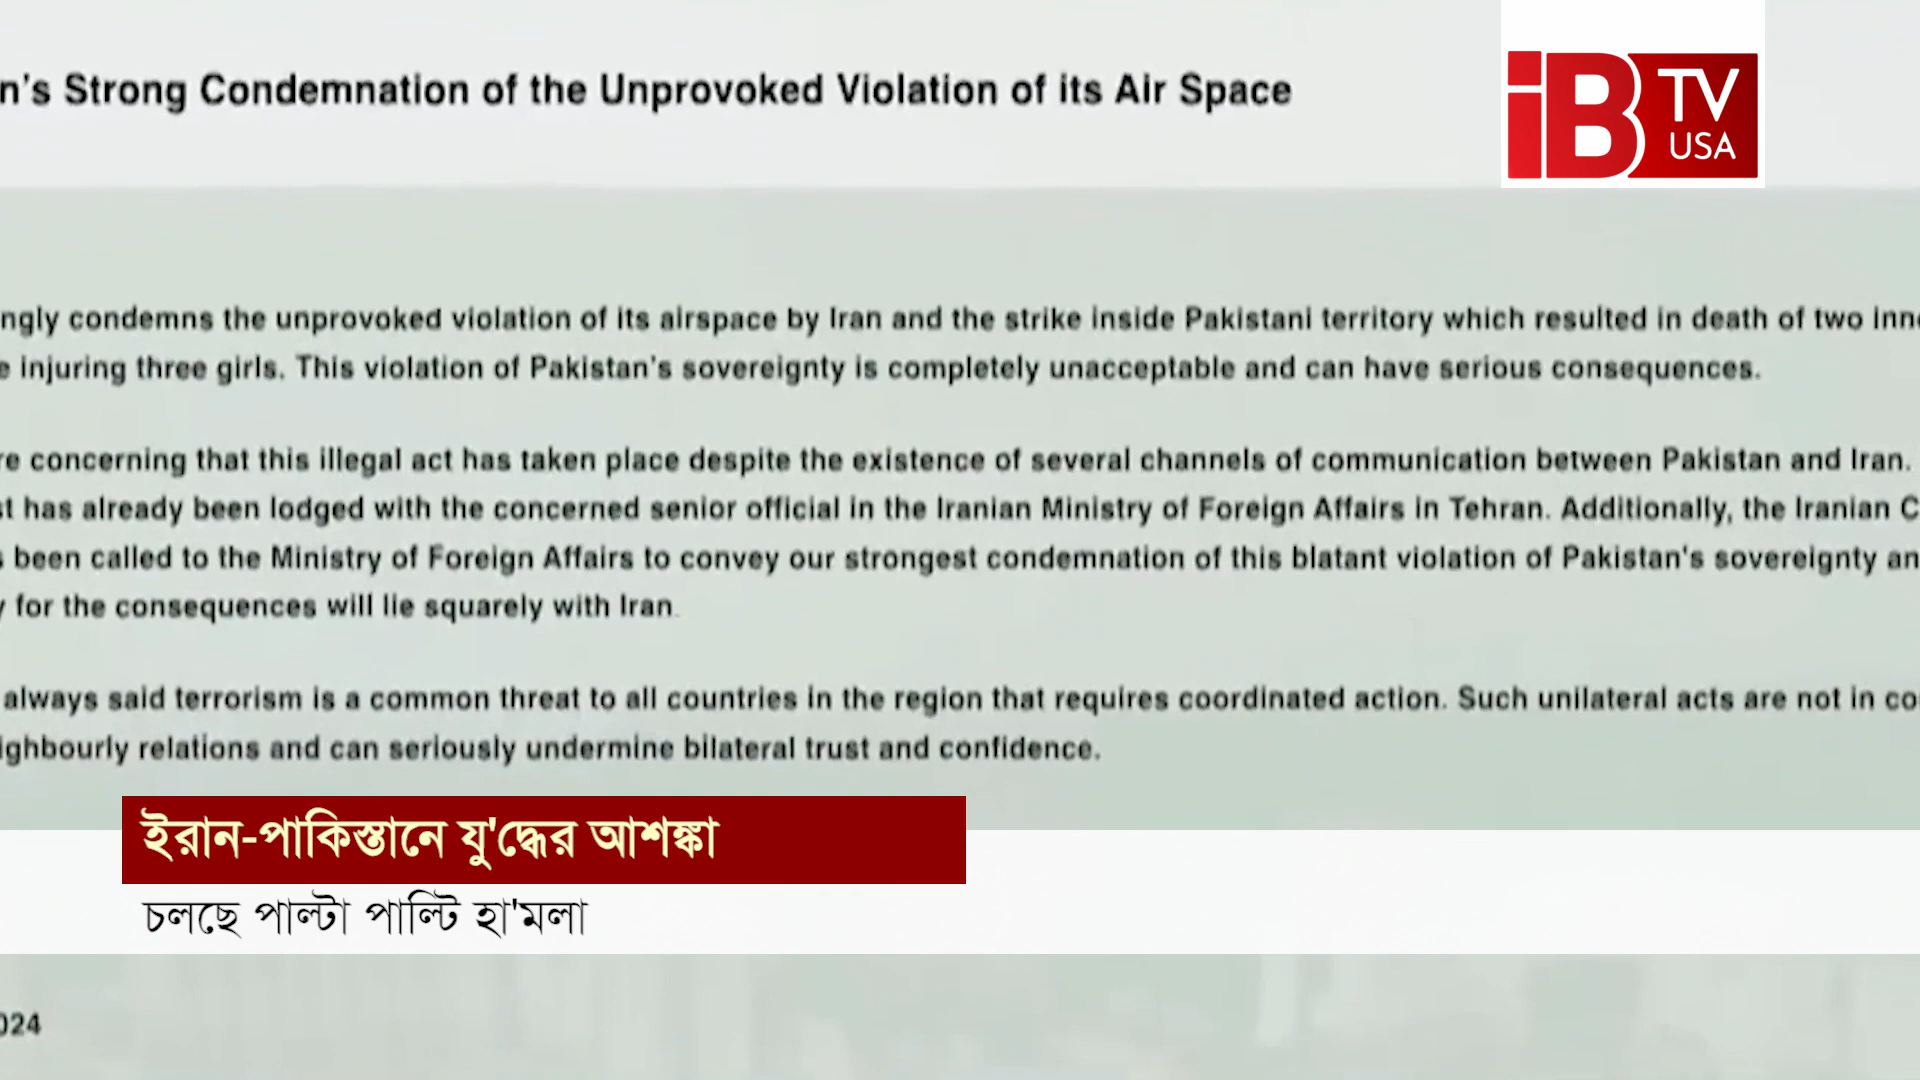 n's Strong Condemnation of the Unprovoked Violation of its Air Space
iB TV
USA
ngly condemns the unprovoked violation of its airspace by Iran and the strike inside Pakistani territory which resulted in death of two inn
e injuring three girls. This violation of Pakistan's sovereignty is completely unacceptable and can have serious consequences.
re concerning that this illegal act has taken place despite the existence of several channels of communication between Pakistan and Iran.
st has already been lodged with the concerned senior official in the Iranian Ministry of Foreign Affairs in Tehran. Additionally, the Iranian C
s been called to the Ministry of Foreign Affairs to convey our strongest condemnation of this blatant violation of Pakistan's sovereignty an
y for the consequences will lie squarely with Iran.
always said terrorism is a common threat to all countries in the region that requires coordinated action. Such unilateral acts are not in co
ighbourly relations and can seriously undermine bilateral trust and confidence.
ইরান-পাকিস্তানে যু'দ্ধের আশঙ্কা
চলছে পাল্টা পাল্টি হা'মলা
024